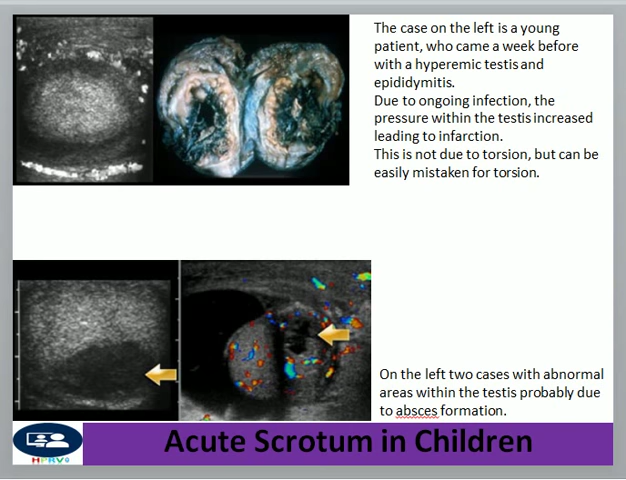 The case on the left is a young
patient, who came a week before
with a hyperemic testis and
epididymitis.
Due to ongoing infection, the
pressure within the testis increased
leading to infarction.
This is not due to torsion, but can be
easily mistaken for torsion.
On the left two cases with abnormal
areas within the testis probably due
to absces formation.
HPRV
Acute Scrotum in Children